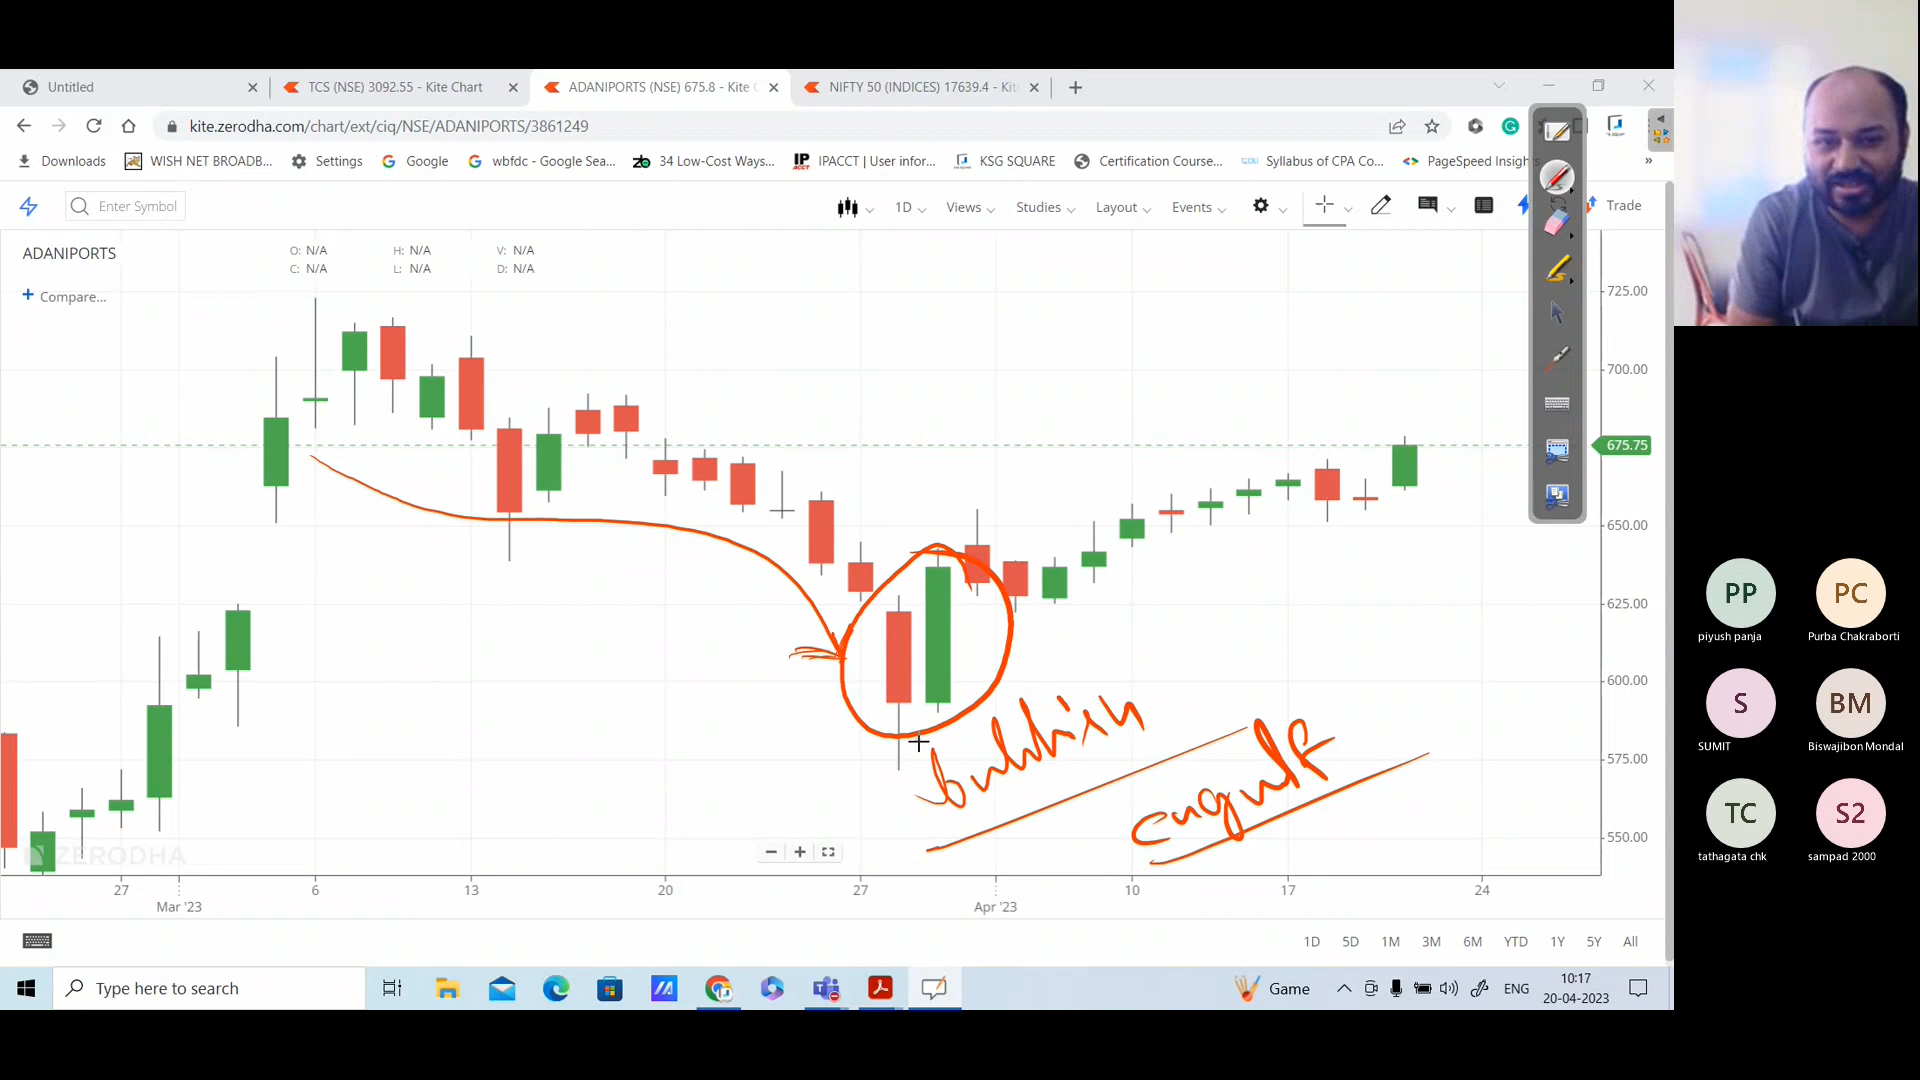 Untitled
TCS (NSE) 3092.55 - Kite Chart
ADANIPORTS (NSE) 675.8 - Kite C
NIFTY 50 (INDICES) 17639.4 - Kit
kite.zerodha.com/chart/ext/ciq/NSE/ADANIPORTS/3861249
Downloads
WISH NET BROADB...
Settings
Google
wbfdc - Google Sea...
34 Low-Cost Ways...
IPACCT | User infor...
KSG SQUARE
Certification Course...
Syllabus of CPA Co...
PageSpeed Insigh
»
Enter Symbol
1D
Views
Studies
Layout
Events
Trade
ADANIPORTS
O: N/A H: N/A V: N/A
C: N/A L: N/A D: N/A
+ Compare...
725.00
700.00
675.75
650.00
625.00
600.00
575.00
550.00
bullish
engulf
ZERODHA
27 6 13 20 27 10 17 24
Mar '23 Apr '23
1D 5D 1M 3M 6M YTD 1Y 5Y All
Type here to search
Game
ENG
10:17
20-04-2023
PP
piyush panja
PC
Purba Chakraborti
S
SUMIT
BM
Biswajibon Mondal
TC
tathagata chk
S2
sampad 2000